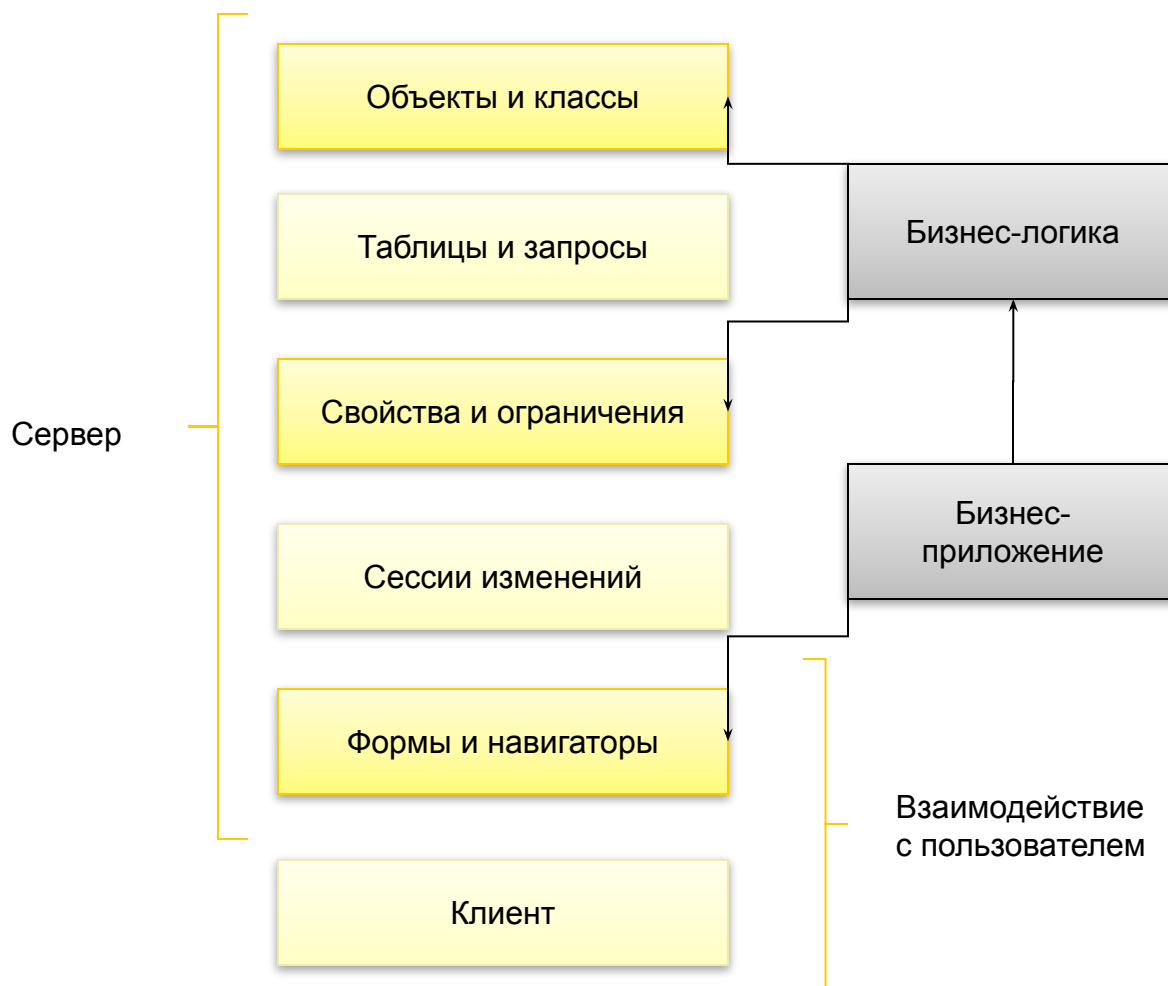 Объекты и классы
Таблицы и запросы
Бизнес-логика
Свойства и ограничения
Сервер
Бизнес-
приложение
Сессии изменений
Формы и навигаторы
Взаимодействие
с пользователем
Клиент